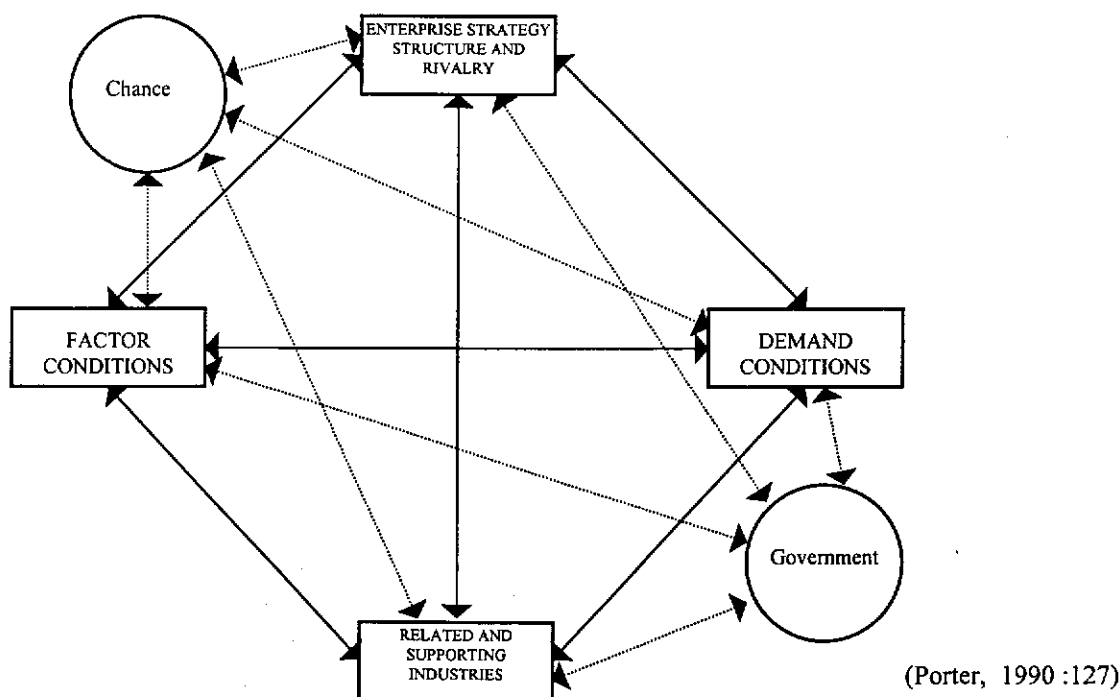 ENTERPRISE STRATEGY
STRUCTURE AND
RIVALRY
Chance
FACTOR
CONDITIONS
DEMAND
CONDITIONS
Government
RELATED AND
SUPPORTING
INDUSTRIES
(Porter, 1990 :127)